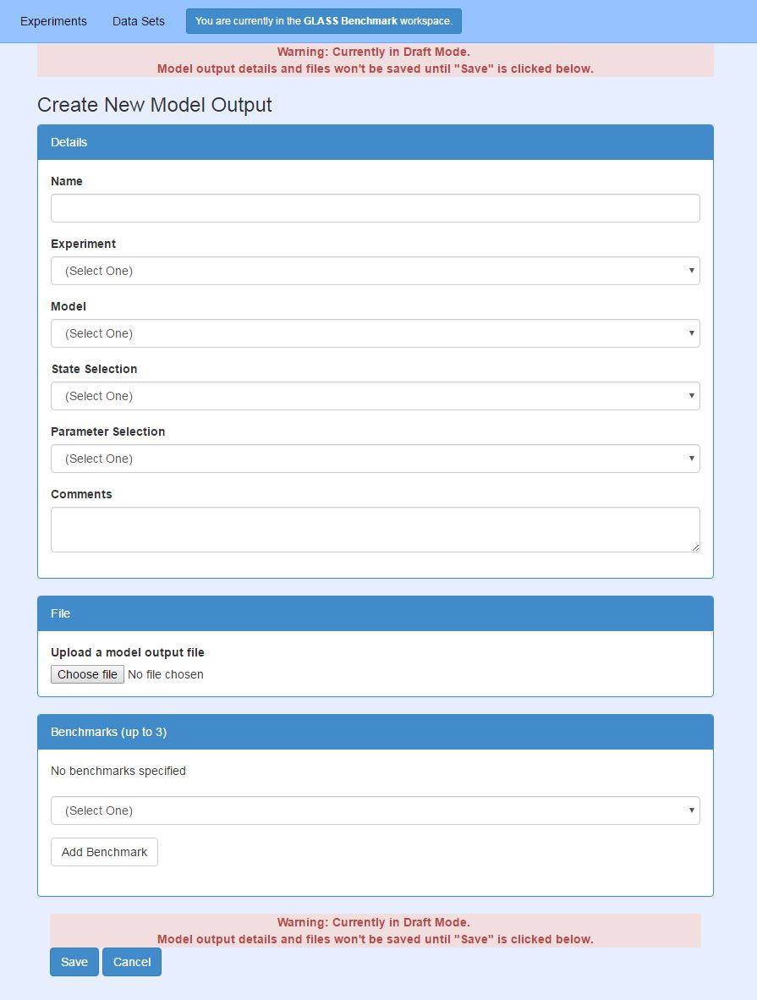 Experiments Data Sets You are currently in the GLASS Benchmark workspace.
Warning: Currently in Draft Mode.
Model output details and files won't be saved until "Save" is clicked below.
Create New Model Output
Details
Name
Experiment
(Select One)
Model
(Select One)
State Selection
(Select One)
Parameter Selection
(Select One)
Comments
File
Upload a model output file
Choose file No file chosen
Benchmarks (up to 3)
No benchmarks specified
(Select One)
Add Benchmark
Warning: Currently in Draft Mode.
Model output details and files won't be saved until "Save" is clicked below.
Save Cancel